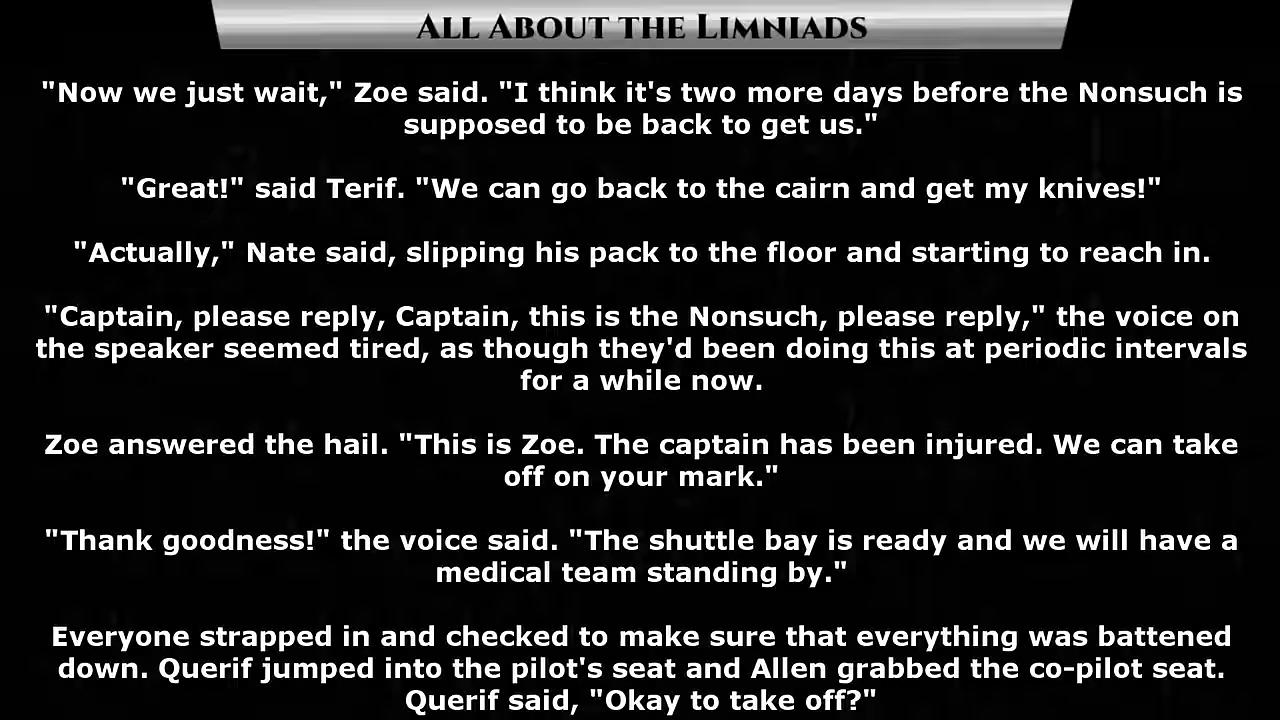 All About the Limniads
"Now we just wait," Zoe said. "I think it's two more days before the Nonsuch is
supposed to be back to get us."
"Great!" said Terif. "We can go back to the cairn and get my knives!"
"Actually," Nate said, slipping his pack to the floor and starting to reach in.
"Captain, please reply, Captain, this is the Nonsuch, please reply," the voice on
the speaker seemed tired, as though they'd been doing this at periodic intervals
for a while now.
Zoe answered the hail. "This is Zoe. The captain has been injured. We can take
off on your mark."
"Thank goodness!" the voice said. "The shuttle bay is ready and we will have a
medical team standing by."
Everyone strapped in and checked to make sure that everything was battened
down. Querif jumped into the pilot's seat and Allen grabbed the co-pilot seat.
Querif said, "Okay to take off?"